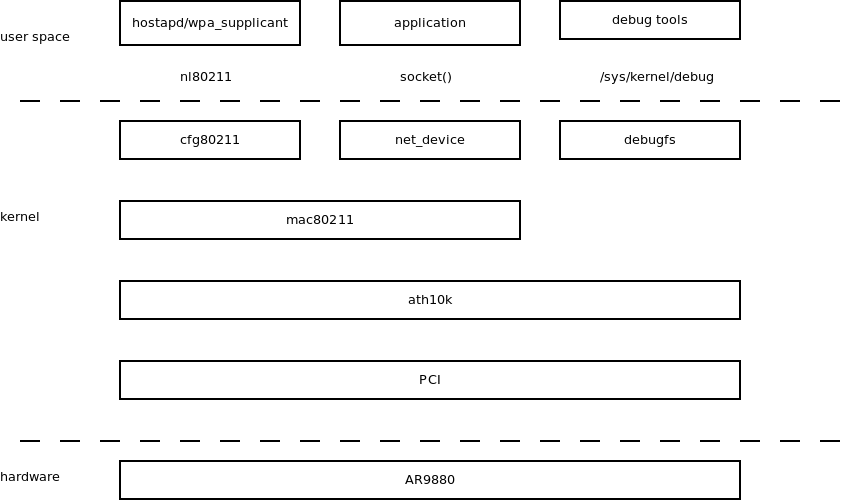 hostapd/wpa_supplicant
application
debug tools
user space
nl80211
socket()
/sys/kernel/debug
cfg80211
net_device
debugfs
kernel
mac80211
ath10k
PCI
hardware
AR9880